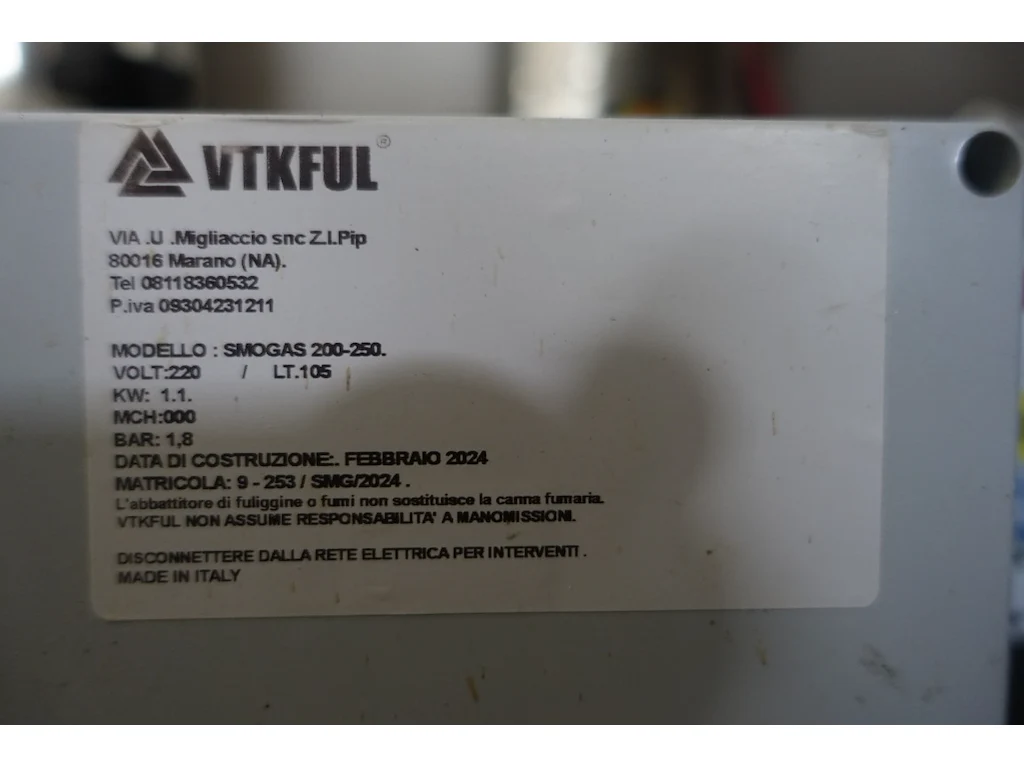 VTKFUL®
VIA .U .Migliaccio snc Z.I.Pip
80016 Marano (NA).
Tel 08118360532
P.iva 09304231211
MODELLO : SMOGAS 200-250.
VOLT:220 / LT.105
KW: 1.1.
MCH:000
BAR: 1,8
DATA DI COSTRUZIONE:. FEBBRAIO 2024
MATRICOLA: 9 - 253 / SMG/2024 .
L'abbattitore di fuliggine o fumi non sostituisce la canna fumaria.
VTKFUL NON ASSUME RESPONSABILITA' A MANOMISSIONI.
DISCONNETTERE DALLA RETE ELETTRICA PER INTERVENTI .
MADE IN ITALY